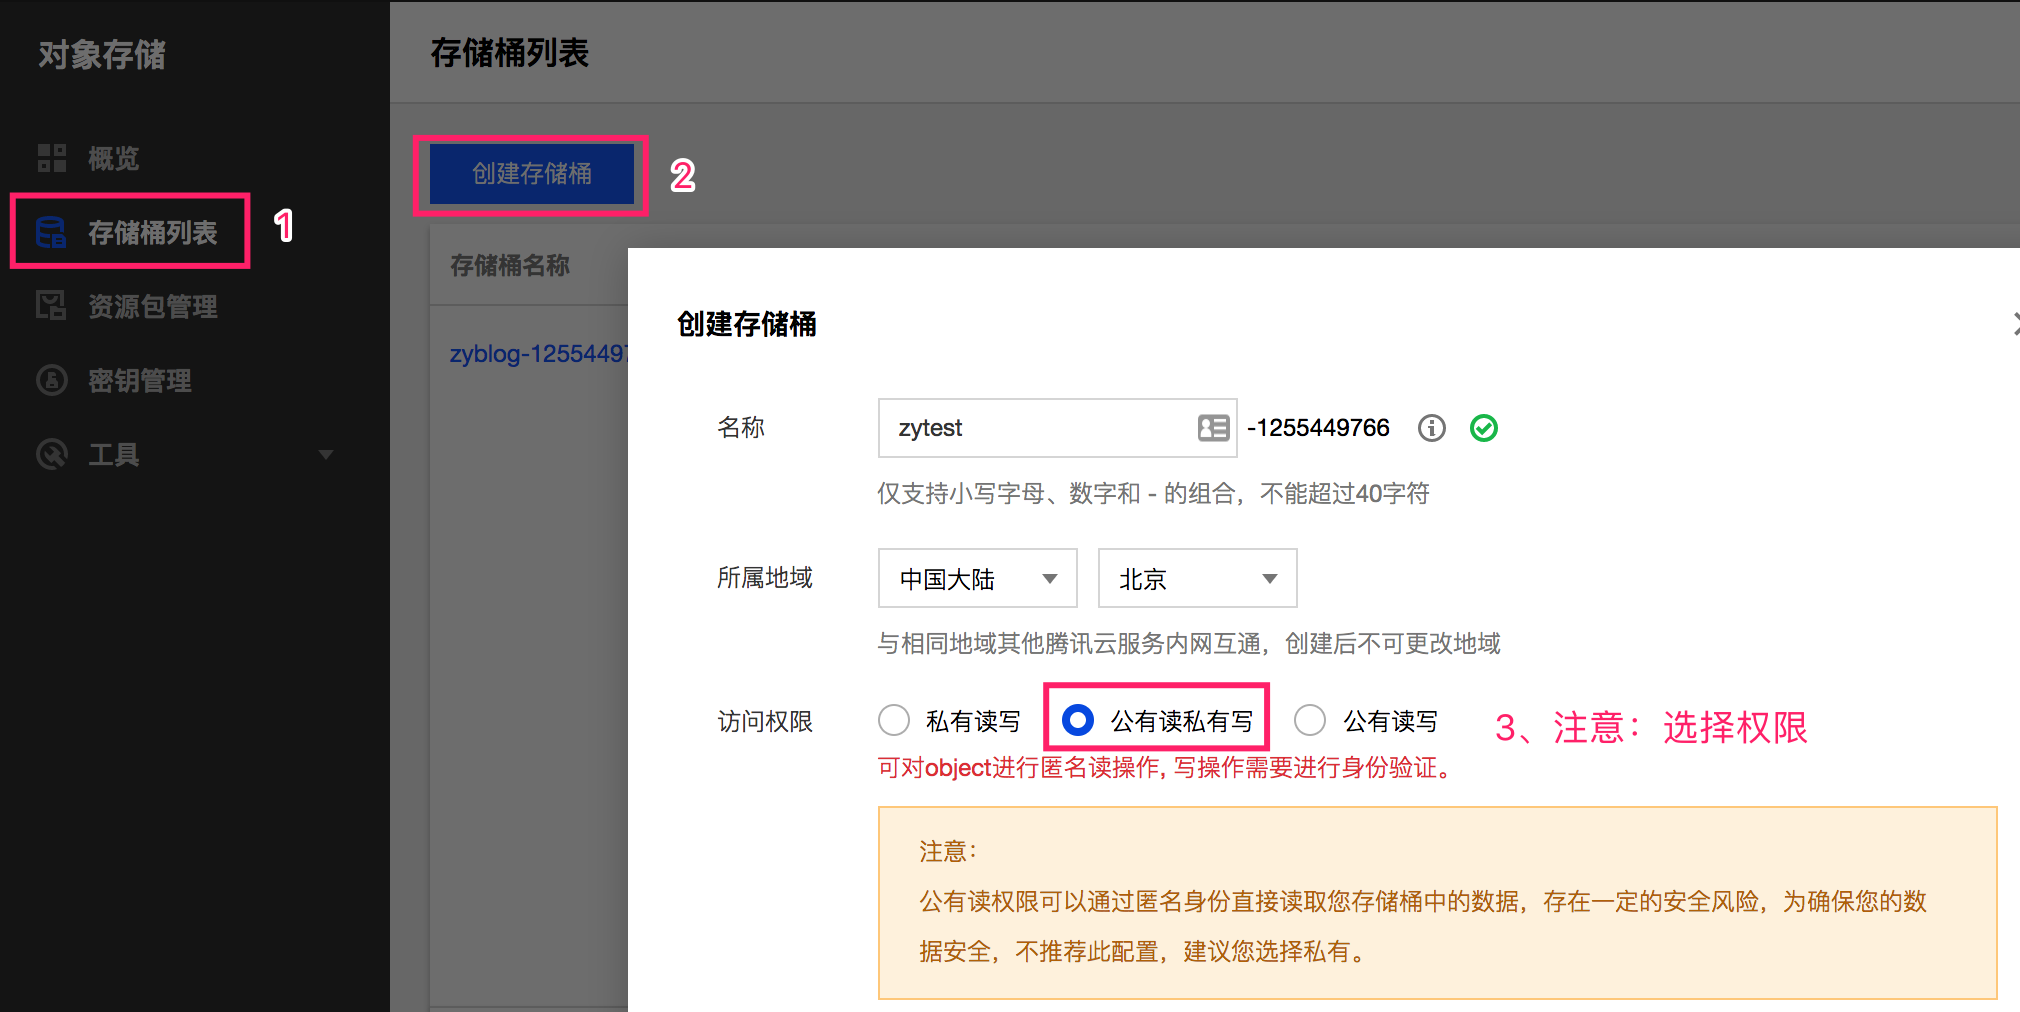 对象存储
概览
存储桶列表
1
资源包管理
密钥管理
工具
存储桶列表
创建存储桶
2
存储桶名称
zyblog-12554497
创建存储桶
名称
zytest
-1255449766
仅支持小写字母、数字和 - 的组合，不能超过40字符
所属地域
中国大陆
北京
与相同地域其他腾讯云服务内网互通，创建后不可更改地域
访问权限
私有读写
公有读私有写
公有读写
3、注意：选择权限
可对object进行匿名读操作, 写操作需要进行身份验证。
注意：
公有读权限可以通过匿名身份直接读取您存储桶中的数据，存在一定的安全风险，为确保您的数
据安全，不推荐此配置，建议您选择私有。